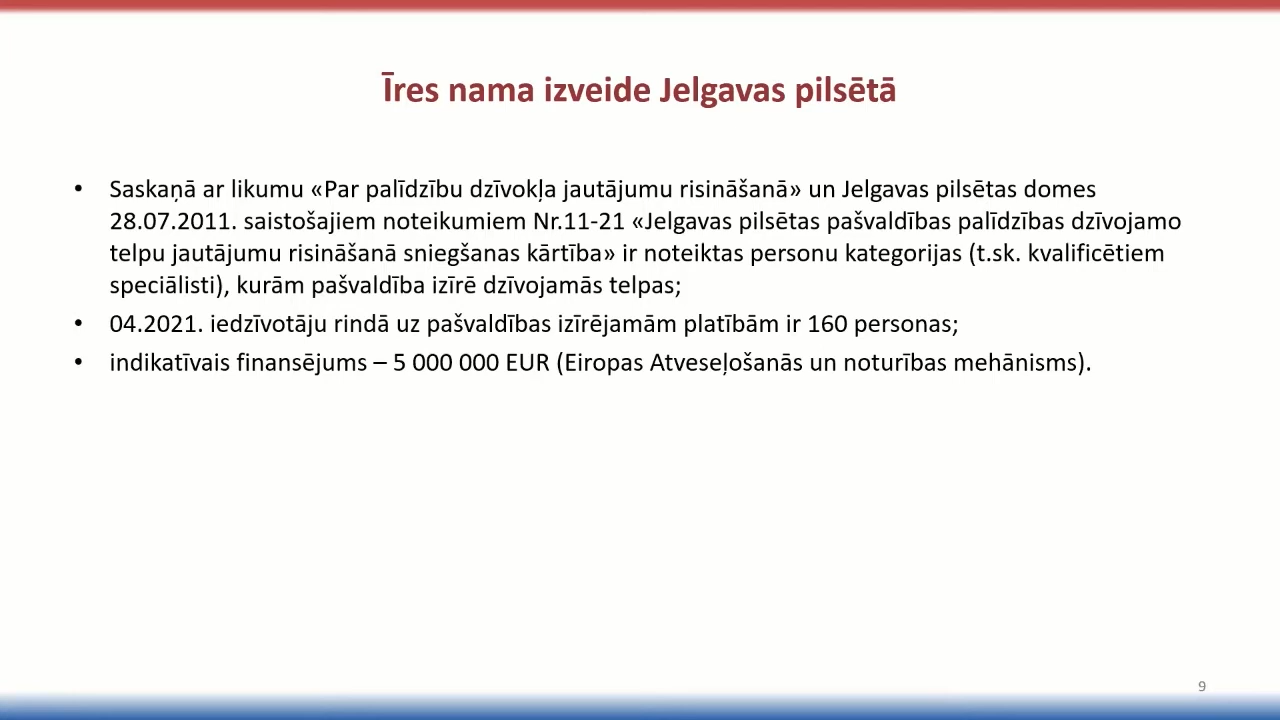 Īres nama izveide Jelgavas pilsētā
• Saskaņā ar likumu «Par palīdzību dzīvokļa jautājumu risināšanā» un Jelgavas pilsētas domes
28.07.2011. saistošajiem noteikumiem Nr.11-21 «Jelgavas pilsētas pašvaldības palīdzības dzīvojamo
telpu jautājumu risināšanā sniegšanas kārtība» ir noteiktas personu kategorijas (t.sk. kvalificētiem
speciālisti), kurām pašvaldība izīrē dzīvojamās telpas;
• 04.2021. iedzīvotāju rindā uz pašvaldības izīrējamām platībām ir 160 personas;
• indikatīvais finansējums – 5 000 000 EUR (Eiropas Atveseļošanās un noturības mehānisms).
9